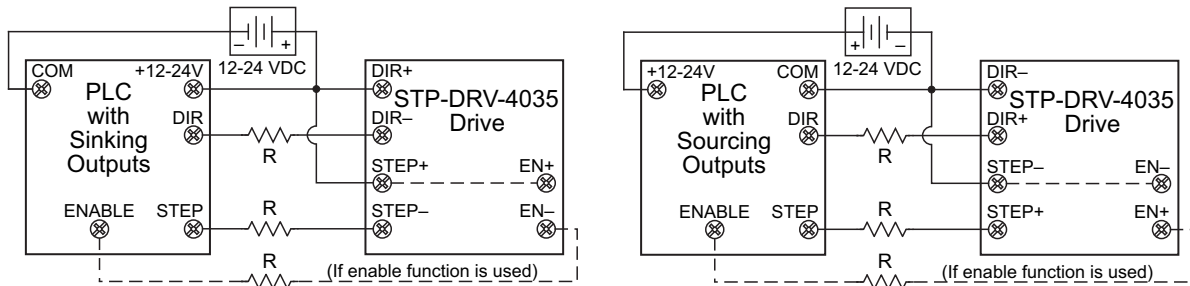 – +
12-24 VDC
COM +12-24V
PLC
with
Sinking
Outputs
DIR
ENABLE STEP
R
R
R
DIR+
STP-DRV-4035
Drive
DIR–
STEP+ EN+
STEP– EN–
(If enable function is used)
+ –
12-24 VDC
+12-24V COM
PLC
with
Sourcing
Outputs
DIR
ENABLE STEP
R
R
R
DIR–
STP-DRV-4035
Drive
DIR+
STEP– EN–
STEP+ EN+
(If enable function is used)